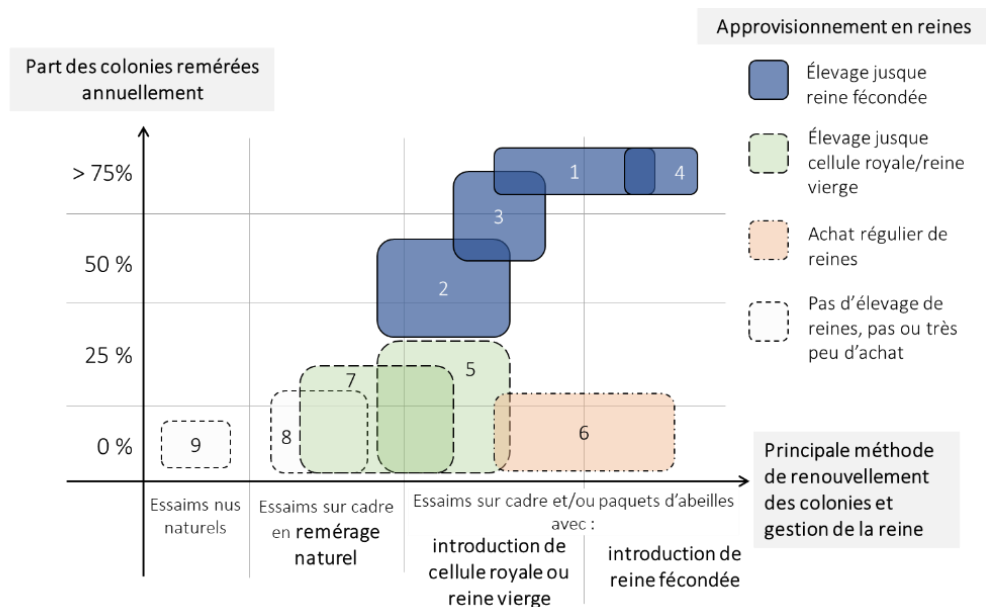 Approvisionnement en reines
Part des colonies remérées
annuellement
Élevage jusque
reine fécondée
Élevage jusque
cellule royale/reine
vierge
Achat régulier de
reines
Pas d'élevage de
reines, pas ou très
peu d'achat
> 75%
50 %
25 %
0 %
1
4
3
2
5
7
6
8
9
Principale méthode
de renouvellement
des colonies et
gestion de la reine
Essaims nus
naturels
Essaims sur cadre
en remérage
naturel
Essaims sur cadre et/ou paquets d'abeilles
avec :
introduction de
cellule royale ou
reine vierge
introduction de
reine fécondée